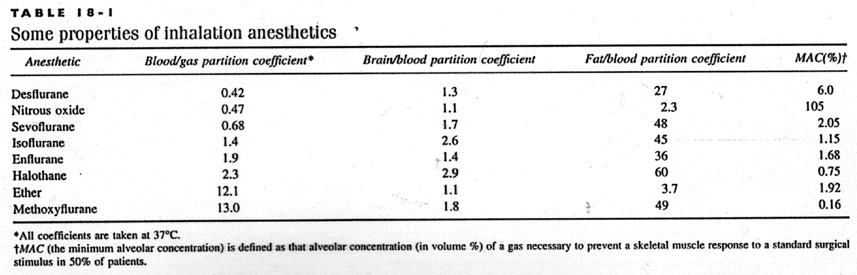 TABLE 18-1
Some properties of inhalation anesthetics
Anesthetic Blood/gas partition coefficient* Brain/blood partition coefficient Fat/blood partition coefficient MAC(%)†
Desflurane 0.42 1.3 27 6.0
Nitrous oxide 0.47 1.1 2.3 105
Sevoflurane 0.68 1.7 48 2.05
Isoflurane 1.4 2.6 45 1.15
Enflurane 1.9 1.4 36 1.68
Halothane 2.3 2.9 60 0.75
Ether 12.1 1.1 3.7 1.92
Methoxyflurane 13.0 1.8 49 0.16
*All coefficients are taken at 37°C.
†MAC (the minimum alveolar concentration) is defined as that alveolar concentration (in volume %) of a gas necessary to prevent a skeletal muscle response to a standard surgical
stimulus in 50% of patients.